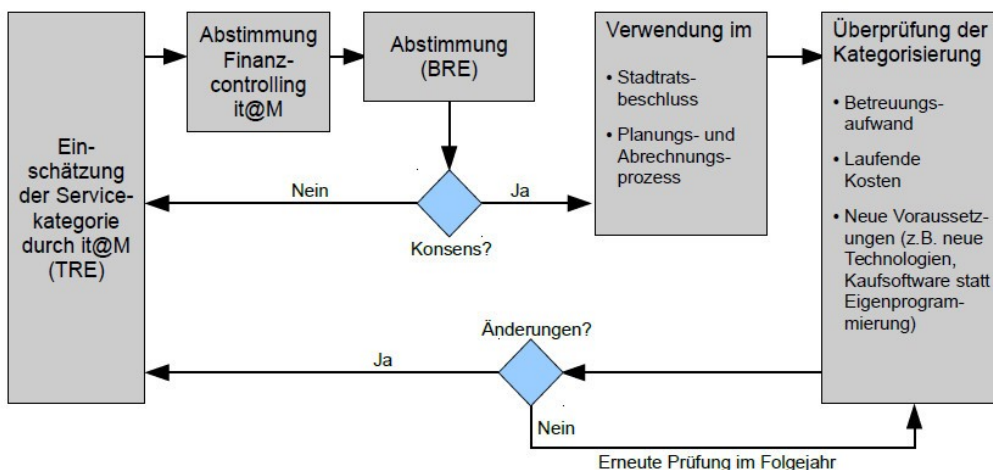 Ein-
schätzung
der Service-
kategorie
durch it@M
(TRE)
Abstimmung
Finanz-
controlling
it@M
Abstimmung
(BRE)
Nein
Ja
Konsens?
Verwendung im
• Stadtrats-
beschluss
• Planungs- und
Abrechnungs-
prozess
Überprüfung der
Kategorisierung
• Betreuungs-
aufwand
• Laufende
Kosten
• Neue Voraussetz-
ungen (z.B. neue
Technologien,
Kaufsoftware statt
Eigenprogram-
mierung)
Änderungen?
Ja
Nein
Erneute Prüfung im Folgejahr